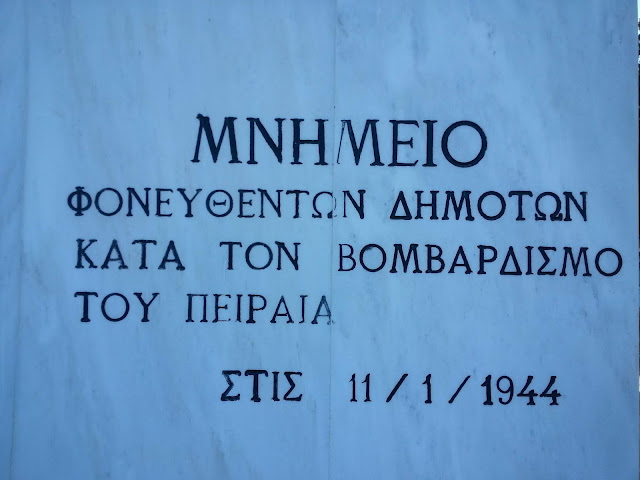 ΜΝΗΜΕΙΟ
ΦΟΝΕΥΘΕΝΤΩΝ ΔΗΜΟΤΩΝ
ΚΑΤΑ ΤΟΝ ΒΟΜΒΑΡΔΙΣΜΟ
ΤΟΥ ΠΕΙΡΑΙΑ
ΣΤΙΣ 11 / 1 / 1944